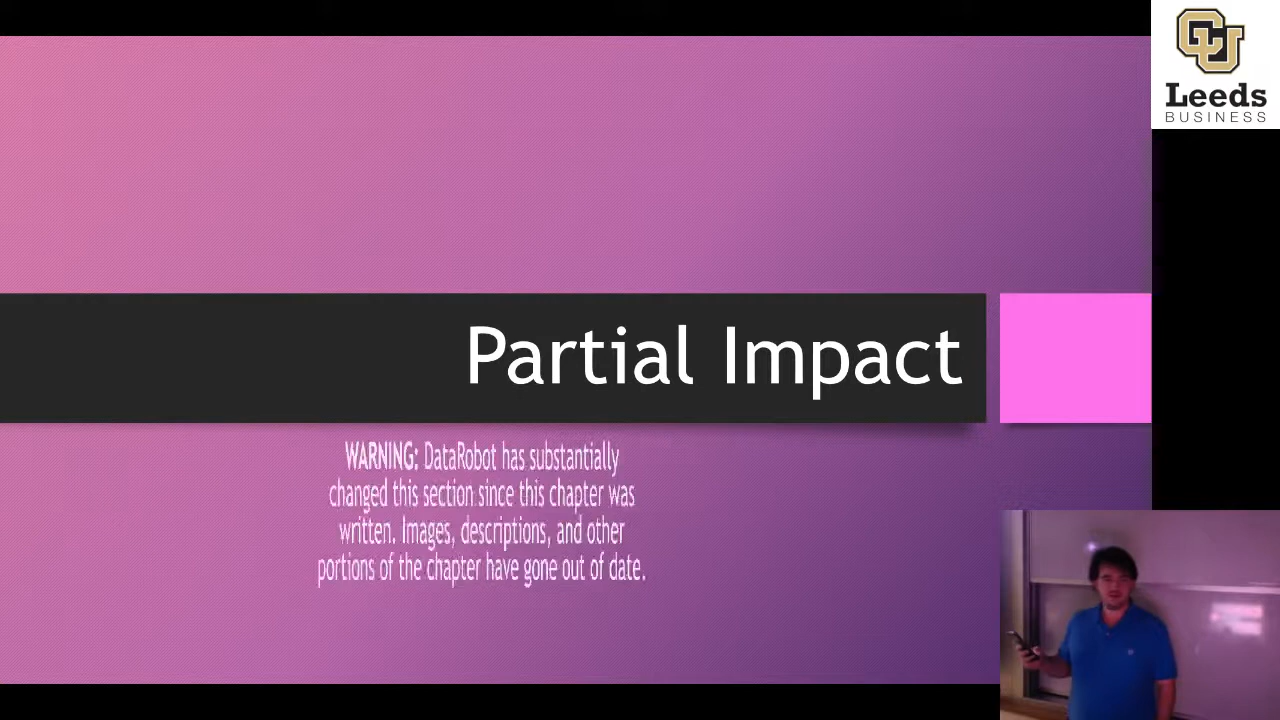 CU
Leeds
BUSINESS
Partial Impact
WARNING: DataRobot has substantially
changed this section since this chapter was
written. Images, descriptions, and other
portions of the chapter have gone out of date.